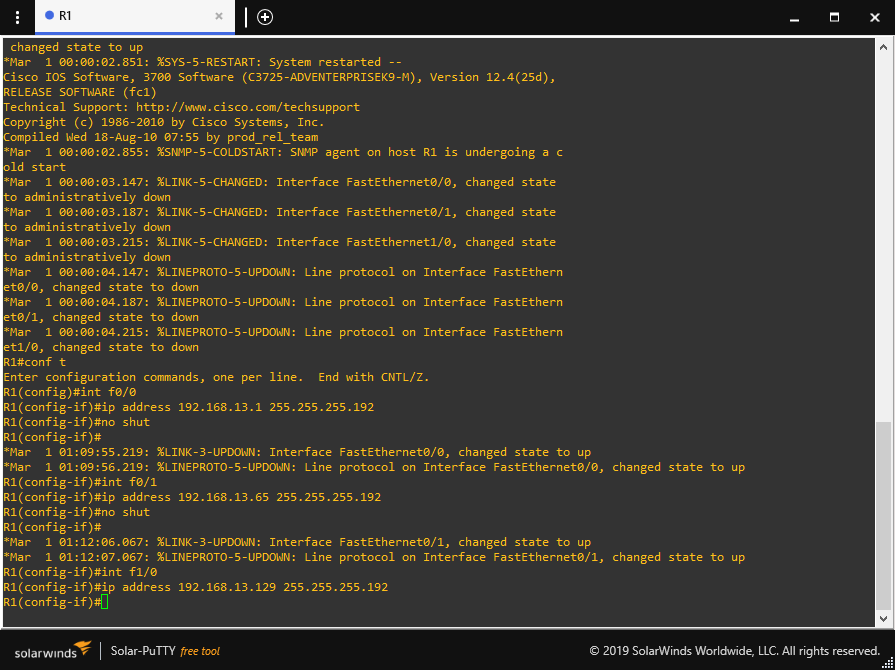 R1
changed state to up
*Mar  1 00:00:02.851: %SYS-5-RESTART: System restarted --
Cisco IOS Software, 3700 Software (C3725-ADVENTERPRISEK9-M), Version 12.4(25d),
RELEASE SOFTWARE (fc1)
Technical Support: http://www.cisco.com/techsupport
Copyright (c) 1986-2010 by Cisco Systems, Inc.
Compiled Wed 18-Aug-10 07:55 by prod_rel_team
*Mar  1 00:00:02.855: %SNMP-5-COLDSTART: SNMP agent on host R1 is undergoing a c
old start
*Mar  1 00:00:03.147: %LINK-5-CHANGED: Interface FastEthernet0/0, changed state
to administratively down
*Mar  1 00:00:03.187: %LINK-5-CHANGED: Interface FastEthernet0/1, changed state
to administratively down
*Mar  1 00:00:03.215: %LINK-5-CHANGED: Interface FastEthernet1/0, changed state
to administratively down
*Mar  1 00:00:04.147: %LINEPROTO-5-UPDOWN: Line protocol on Interface FastEthern
et0/0, changed state to down
*Mar  1 00:00:04.187: %LINEPROTO-5-UPDOWN: Line protocol on Interface FastEthern
et0/1, changed state to down
*Mar  1 00:00:04.215: %LINEPROTO-5-UPDOWN: Line protocol on Interface FastEthern
et1/0, changed state to down
R1#conf t
Enter configuration commands, one per line.  End with CNTL/Z.
R1(config)#int f0/0
R1(config-if)#ip address 192.168.13.1 255.255.255.192
R1(config-if)#no shut
R1(config-if)#
*Mar  1 01:09:55.219: %LINK-3-UPDOWN: Interface FastEthernet0/0, changed state to up
*Mar  1 01:09:56.219: %LINEPROTO-5-UPDOWN: Line protocol on Interface FastEthernet0/0, changed state to up
R1(config-if)#int f0/1
R1(config-if)#ip address 192.168.13.65 255.255.255.192
R1(config-if)#no shut
R1(config-if)#
*Mar  1 01:12:06.067: %LINK-3-UPDOWN: Interface FastEthernet0/1, changed state to up
*Mar  1 01:12:07.067: %LINEPROTO-5-UPDOWN: Line protocol on Interface FastEthernet0/1, changed state to up
R1(config-if)#int f1/0
R1(config-if)#ip address 192.168.13.129 255.255.255.192
R1(config-if)#
solarwinds Solar-PuTTY free tool © 2019 SolarWinds Worldwide, LLC. All rights reserved.